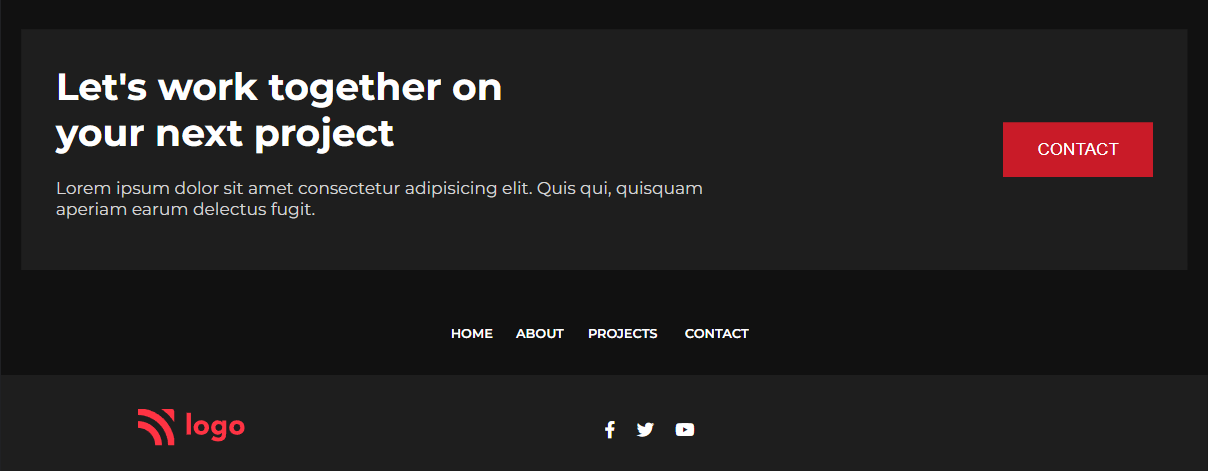 Let's work together on
your next project
Lorem ipsum dolor sit amet consectetur adipisicing elit. Quis qui, quisquam
aperiam earum delectus fugit.
CONTACT
HOME ABOUT PROJECTS CONTACT
logo